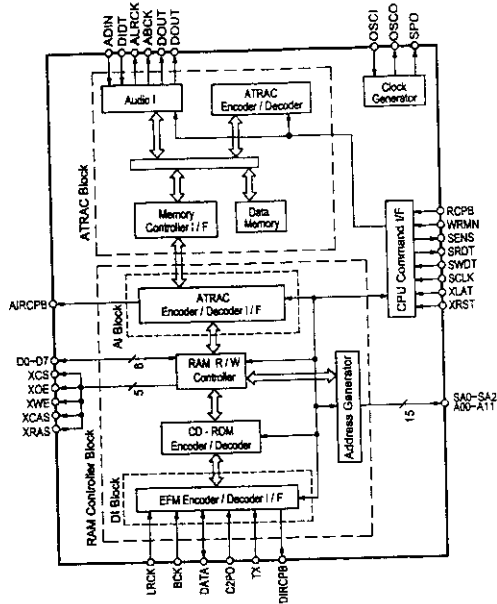 ADIN
DIDT
ALRCK
ABCK
DOUT
DOUT
OSCI
OSCO
SPO
Audio I
ATRAC
Encoder / Decoder
Clock
Generator
ATRAC Block
Memory
Controller I / F
Data
Memory
CPU Command I/F
RCPB
WRMN
SENS
SRDT
SWDT
SCLK
XLAT
XRST
AIRCPB
AI Block
ATRAC
Encoder / Decoder I / F
D0-D7
8
XCS
XOE
5
XWE
XCAS
XRAS
RAM R / W
Controller
Address Generator
15
SA0-SA2
A00-A11
RAM Controller Block
CD - ROM
Encoder / Decoder
DI Block
EFM Encoder / Decoder I / F
LRCK
BCK
DATA
C2PO
TX
DIRCPB